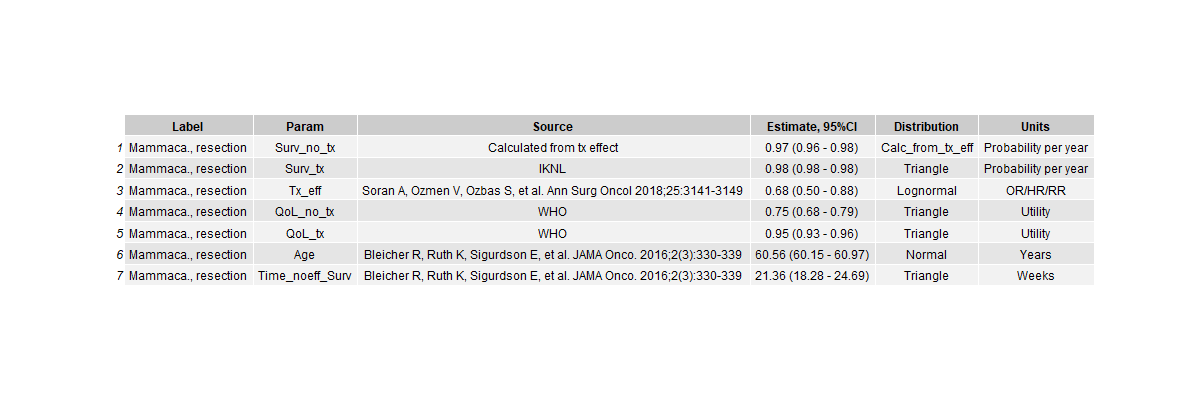 Label Param Source Estimate, 95%CI Distribution Units
1 Mammaca., resection Surv_no_tx Calculated from tx effect 0.97 (0.96 - 0.98) Calc_from_tx_eff Probability per year
2 Mammaca., resection Surv_tx IKNL 0.98 (0.98 - 0.98) Triangle Probability per year
3 Mammaca., resection Tx_eff Soran A, Ozmen V, Ozbas S, et al. Ann Surg Oncol 2018;25:3141-3149 0.68 (0.50 - 0.88) Lognormal OR/HR/RR
4 Mammaca., resection QoL_no_tx WHO 0.75 (0.68 - 0.79) Triangle Utility
5 Mammaca., resection QoL_tx WHO 0.95 (0.93 - 0.96) Triangle Utility
6 Mammaca., resection Age Bleicher R, Ruth K, Sigurdson E, et al. JAMA Onco. 2016;2(3):330-339 60.56 (60.15 - 60.97) Normal Years
7 Mammaca., resection Time_noeff_Surv Bleicher R, Ruth K, Sigurdson E, et al. JAMA Onco. 2016;2(3):330-339 21.36 (18.28 - 24.69) Triangle Weeks